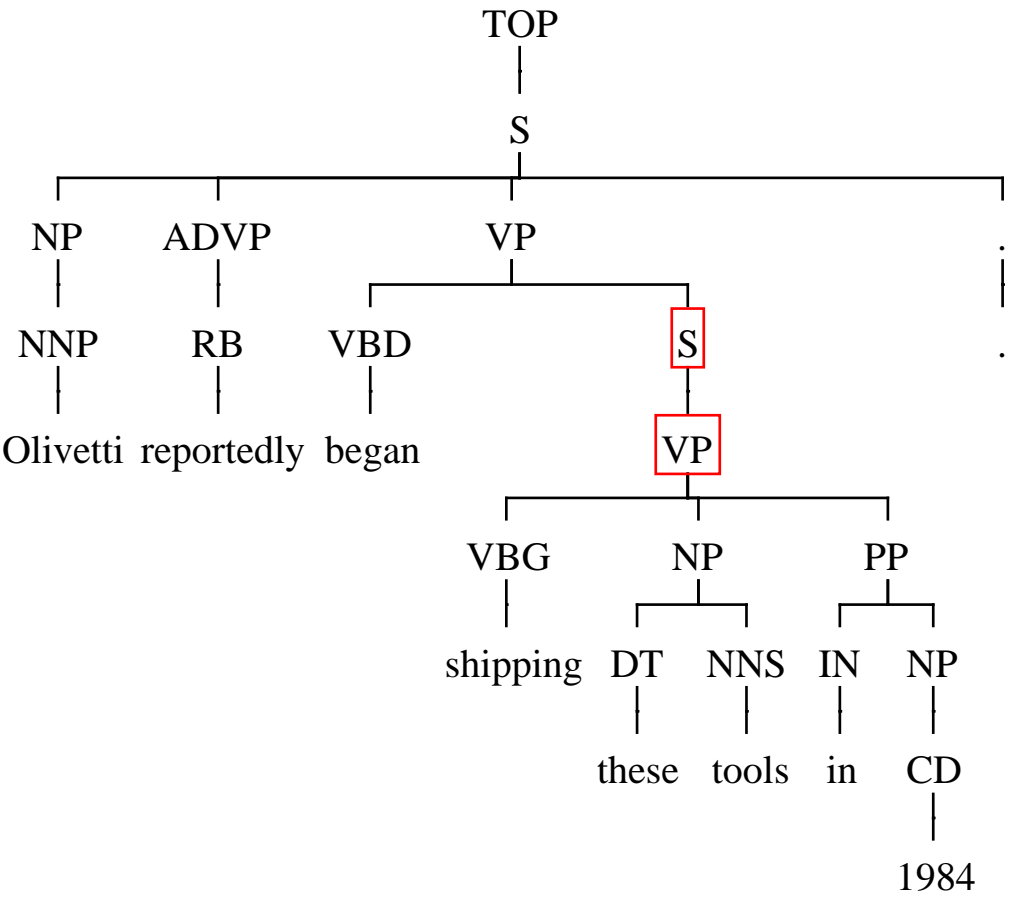 TOP
S
NP ADVP VP .
NNP RB VBD S .
Olivetti reportedly began VP
VBG NP PP
shipping DT NNS IN NP
these tools in CD
1984